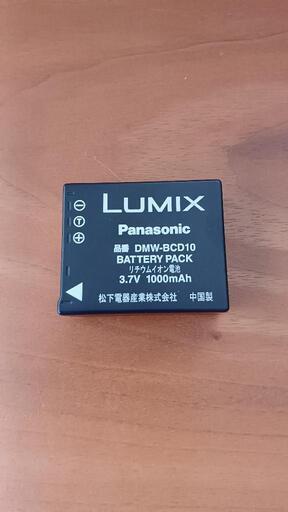 LUMIX
Panasonic
品番 DMW-BCD10
BATTERY PACK
リチウムイオン電池
3.7V 1000mAh
松下電器産業株式会社 中国製
⊖
T
⊕